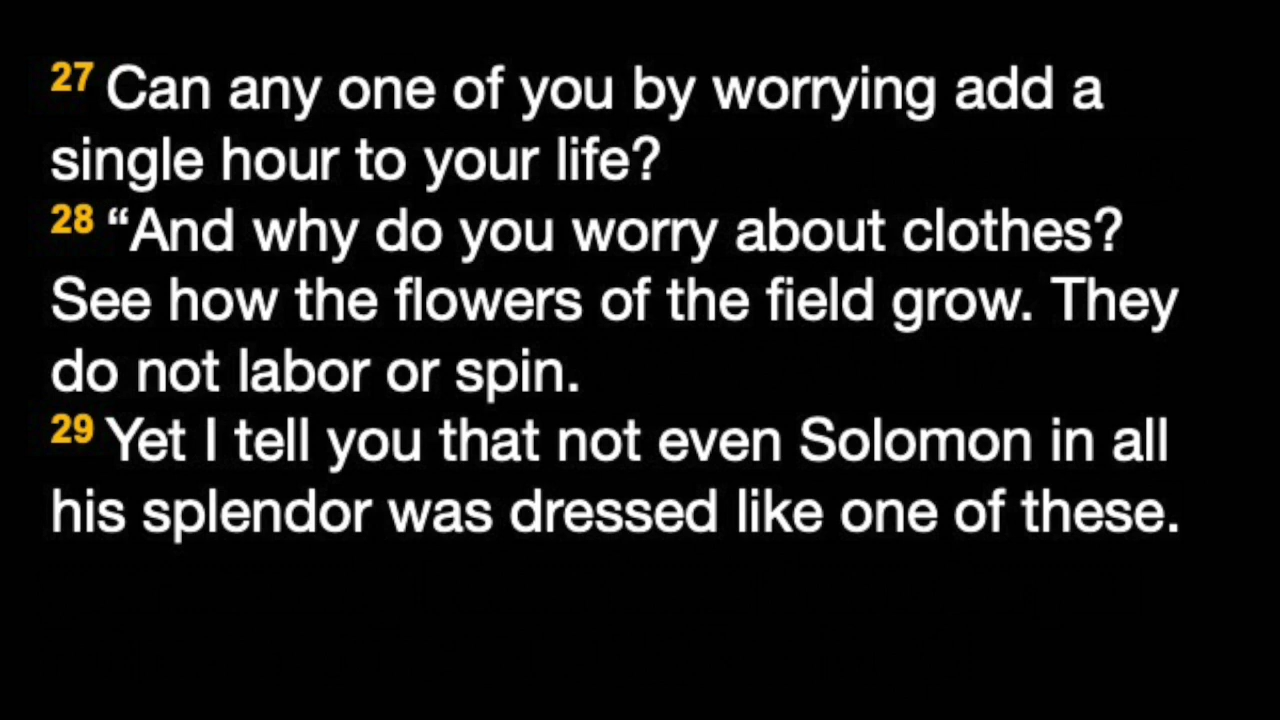 27 Can any one of you by worrying add a
single hour to your life?
28 “And why do you worry about clothes?
See how the flowers of the field grow. They
do not labor or spin.
29 Yet I tell you that not even Solomon in all
his splendor was dressed like one of these.